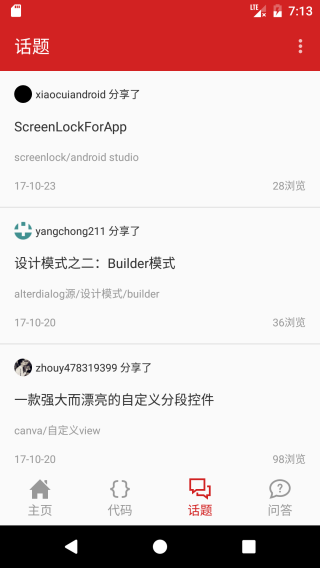 LTE 7:13
话题
xiaocuiandroid 分享了
ScreenLockForApp
screenlock/android studio
17-10-23 28浏览
yangchong211 分享了
设计模式之二：Builder模式
alterdialog源/设计模式/builder
17-10-20 36浏览
zhouy478319399 分享了
一款强大而漂亮的自定义分段控件
canva/自定义view
17-10-20 98浏览
主页 代码 话题 问答